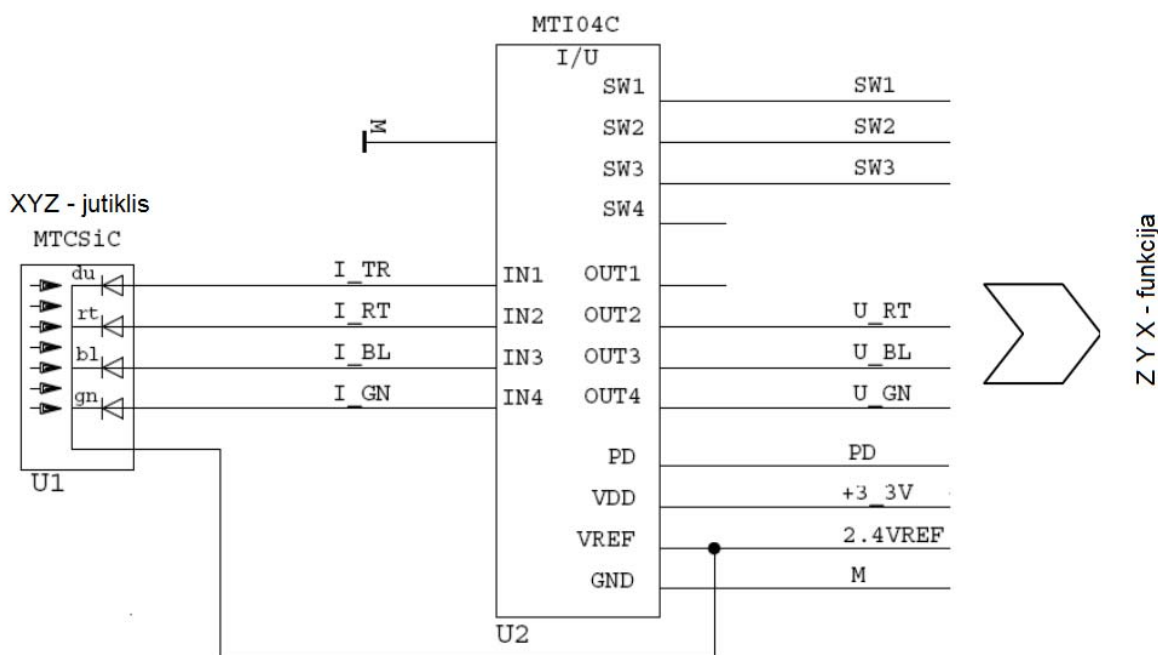 MTI04C
I/U
SW1 SW1
SW2 SW2
M
SW3 SW3
SW4
XYZ - jutiklis
MTCSiC
du I_TR IN1 OUT1
rt I_RT IN2 OUT2 U_RT
bl I_BL IN3 OUT3 U_BL
gn I_GN IN4 OUT4 U_GN
Z Y X - funkcija
PD PD
U1
VDD +3_3V
VREF 2.4VREF
GND M
U2